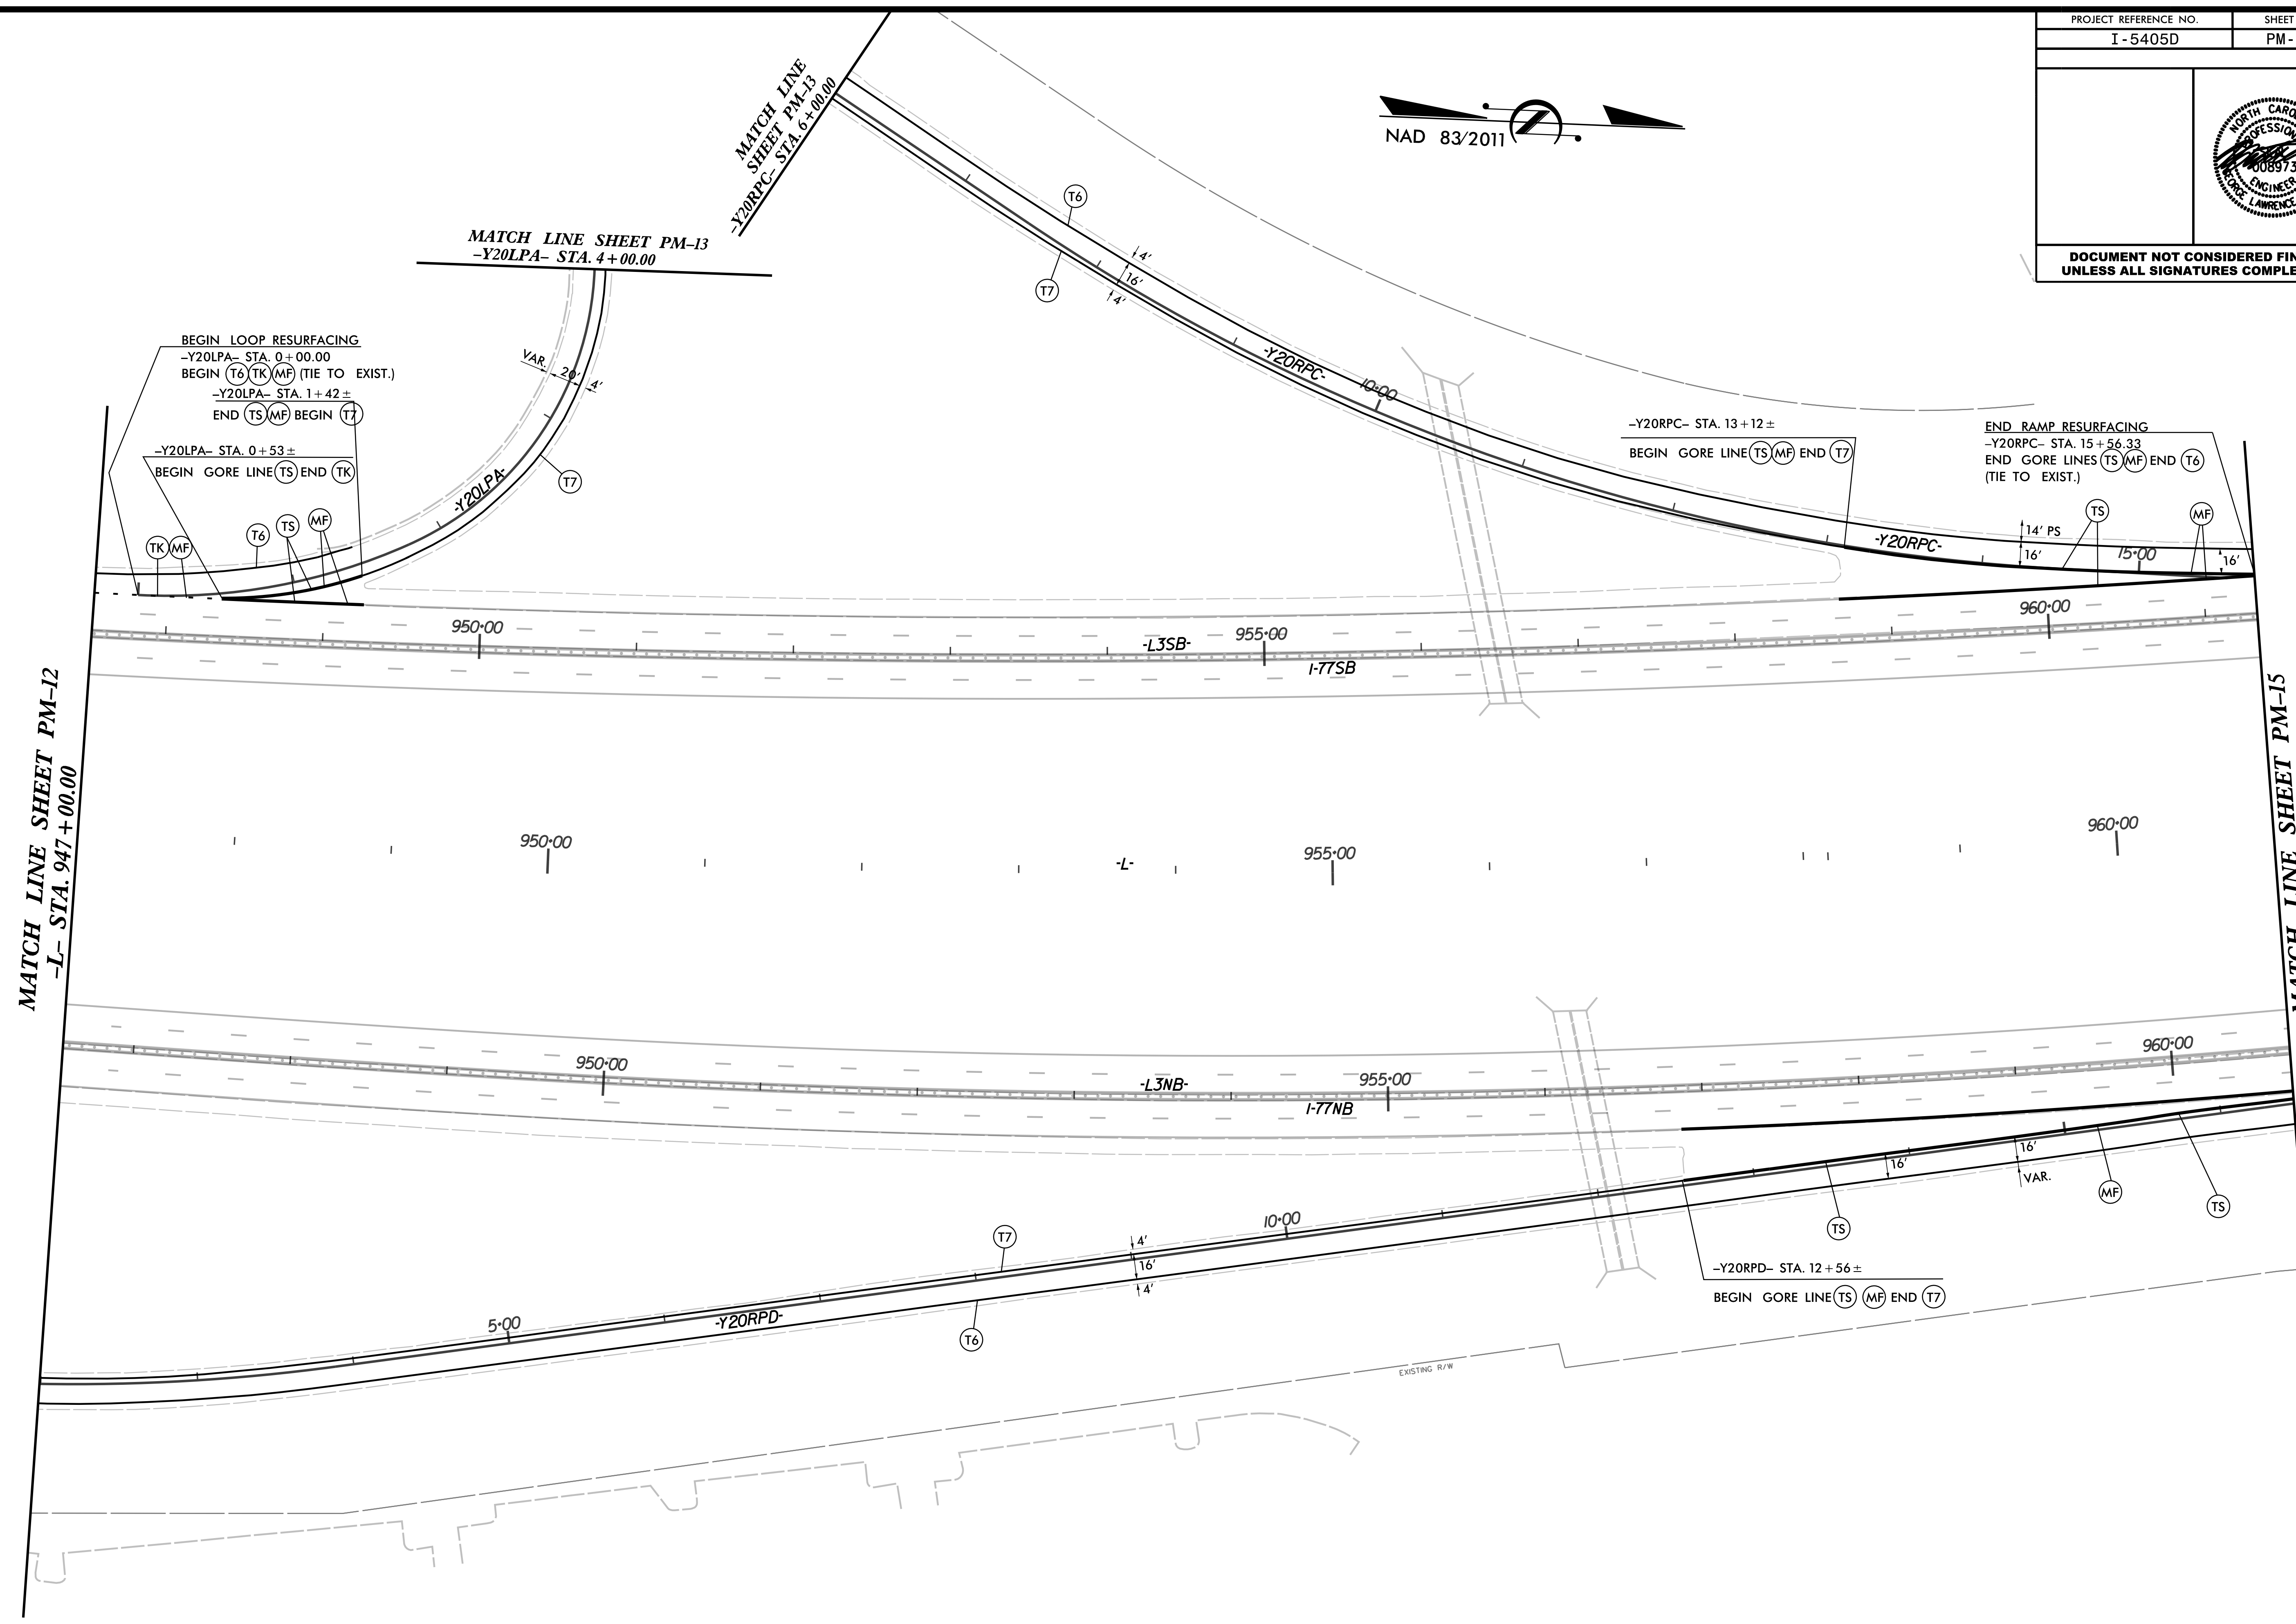 PROJECT REFERENCE NO.
SHEET
I-5405D
PM-
NORTH CARO
PROFESSION
008973
ENGINEER
GEORGE LAWRENCE
DOCUMENT NOT CONSIDERED FIN
UNLESS ALL SIGNATURES COMPLE
NAD 83/2011
MATCH LINE
SHEET PM-13
-Y20RPC- STA. 6+00.00
MATCH LINE SHEET PM-13
-Y20LPA- STA. 4+00.00
T6
T7
4'
16'
4'
BEGIN LOOP RESURFACING
-Y20LPA- STA. 0+00.00
BEGIN T6 TK MF (TIE TO EXIST.)
-Y20LPA- STA. 1+42±
END TS MF BEGIN T7
-Y20LPA- STA. 0+53±
BEGIN GORE LINE TS END TK
VAR.
20'
4'
-Y20LPA-
T7
TK MF
T6
TS
MF
-Y20RPC-
10+00
-Y20RPC- STA. 13+12±
BEGIN GORE LINE TS MF END T7
END RAMP RESURFACING
-Y20RPC- STA. 15+56.33
END GORE LINES TS MF END T6
(TIE TO EXIST.)
TS
MF
14' PS
16'
-Y20RPC-
15+00
16'
950+00
-L3SB-
955+00
960+00
I-77SB
MATCH LINE SHEET PM-12
-L- STA. 947+00.00
MATCH LINE SHEET PM-15
950+00
-L-
955+00
960+00
950+00
-L3NB-
955+00
960+00
I-77NB
16'
16'
VAR.
TS
MF
TS
-Y20RPD- STA. 12+56±
BEGIN GORE LINE TS MF END T7
T7
4'
16'
4'
10+00
5+00
-Y20RPD-
T6
EXISTING R/W